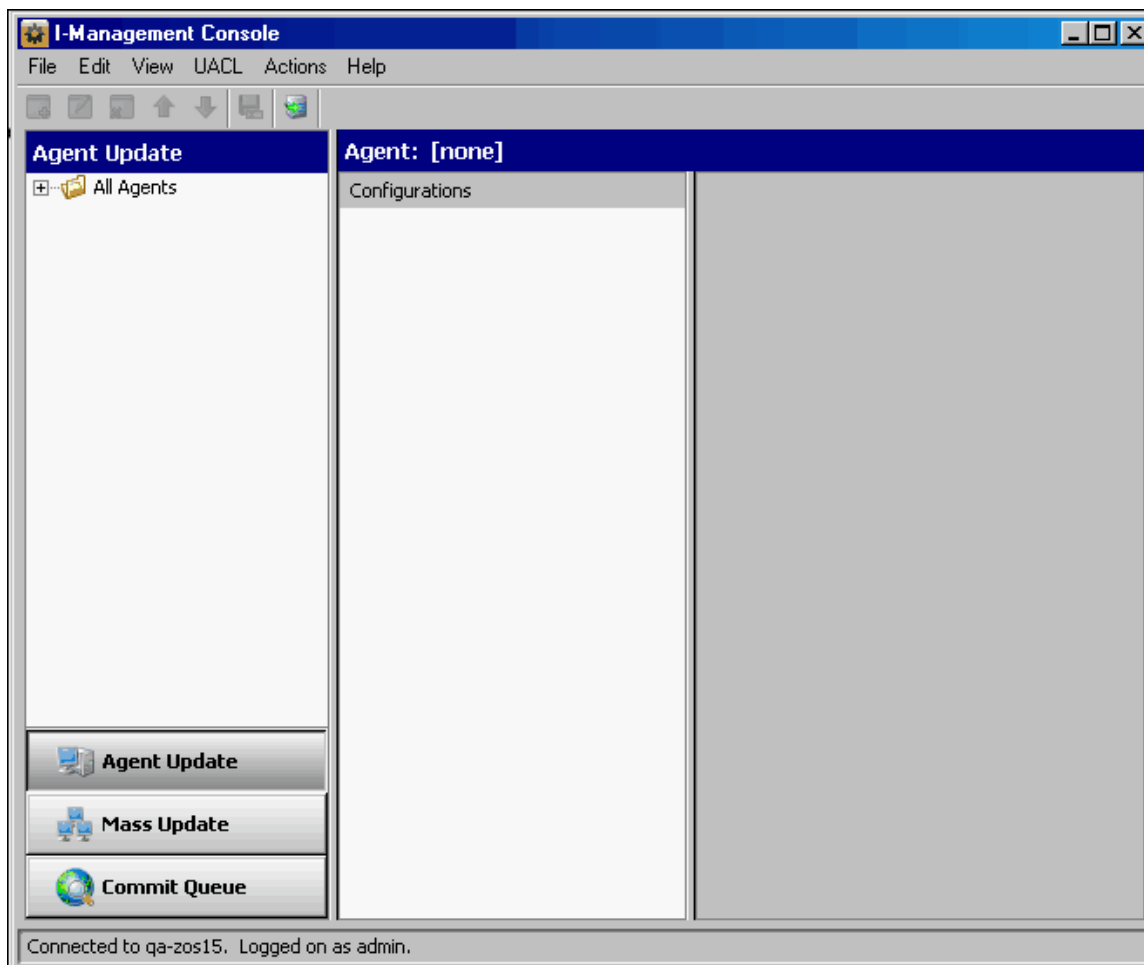 I-Management Console
File Edit View UACL Actions Help
Agent Update
Agent: [none]
All Agents
Configurations
Agent Update
Mass Update
Commit Queue
Connected to qa-zos15. Logged on as admin.